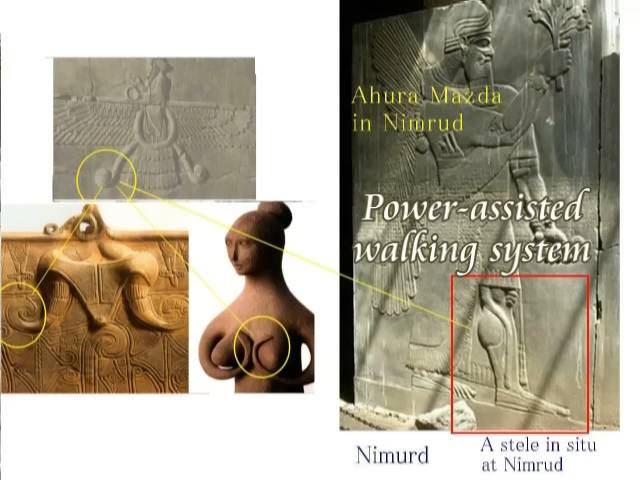 Ahura Mazda
in Nimrud
Power-assisted
walking system
Nimurd
A stele in situ
at Nimrud